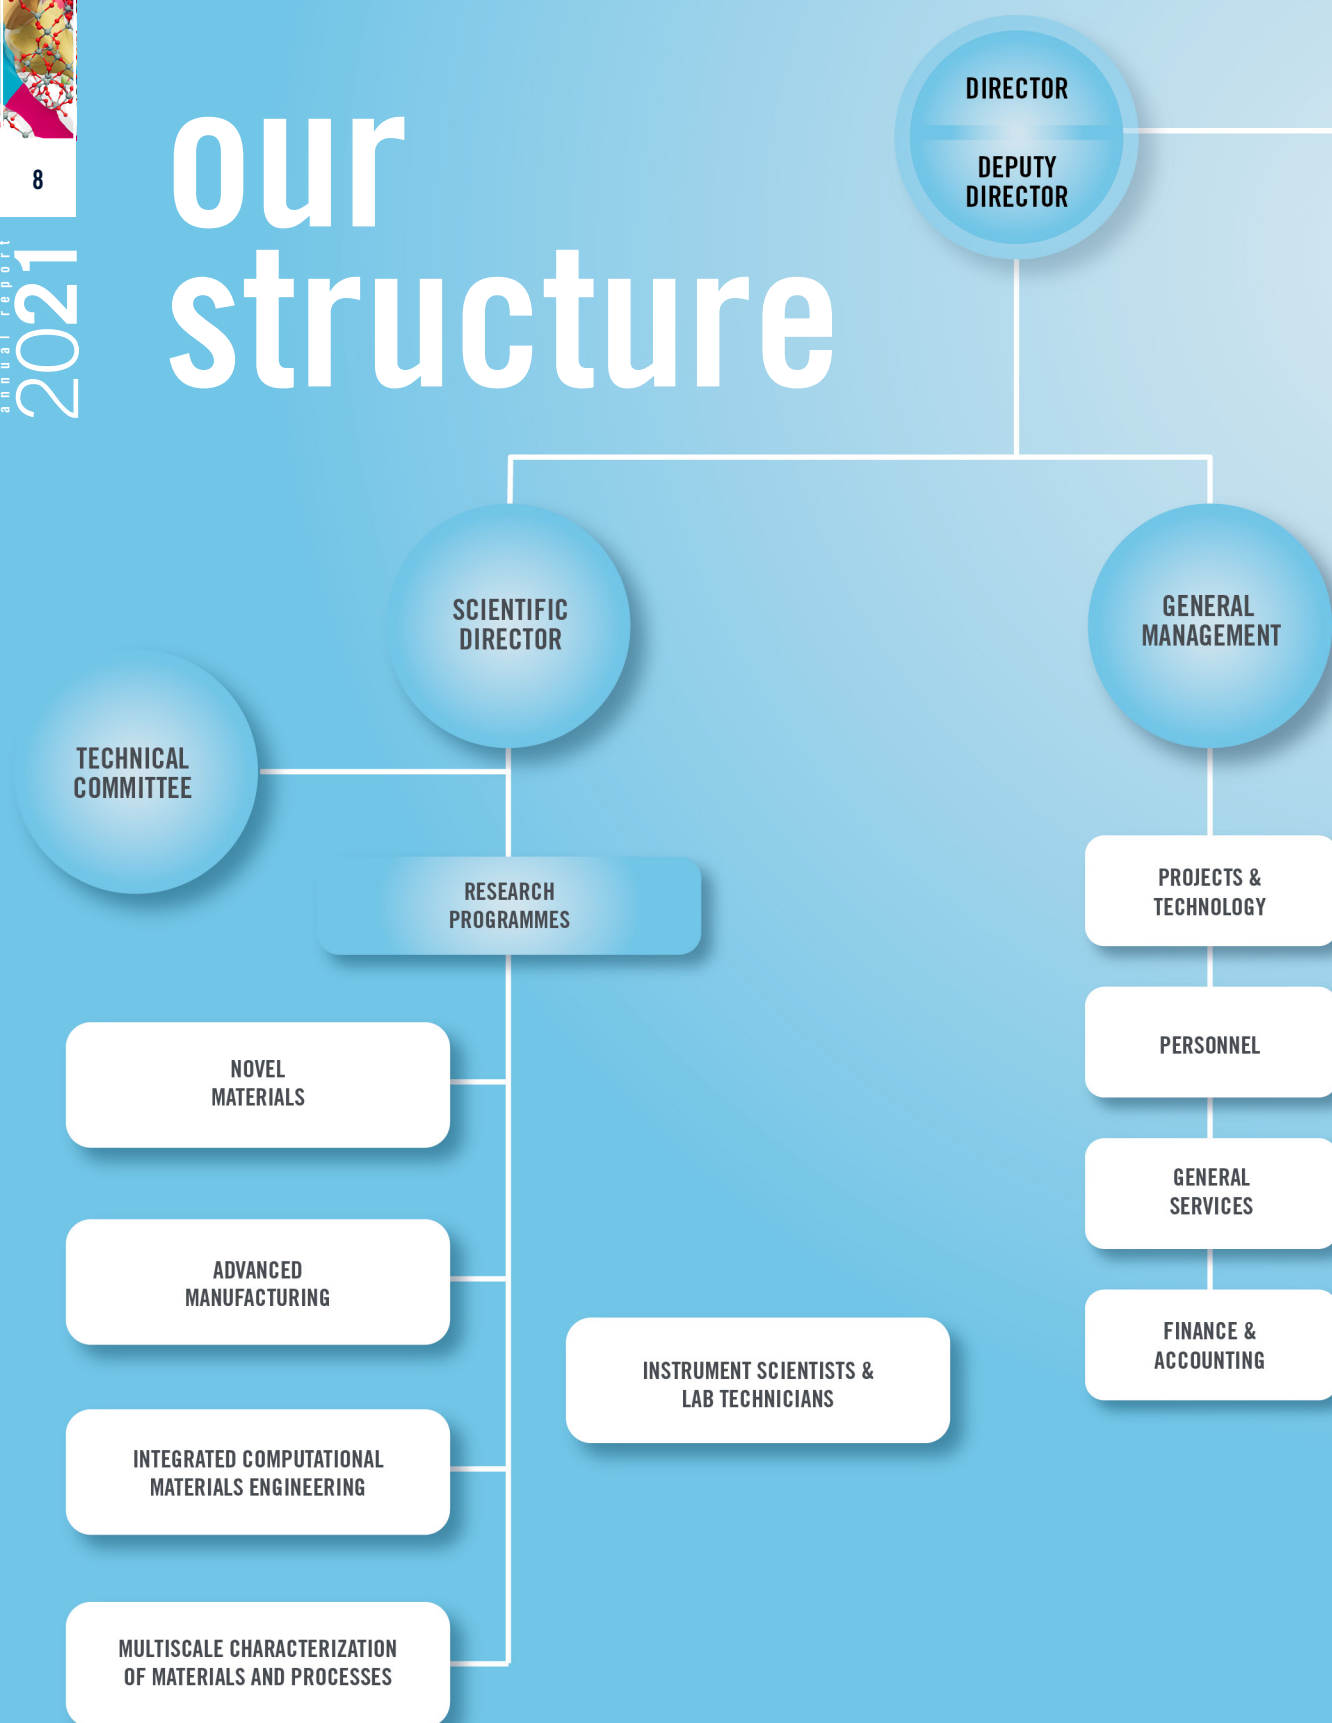 8
annual report
2021
our
structure
DIRECTOR
DEPUTY
DIRECTOR
SCIENTIFIC
DIRECTOR
GENERAL
MANAGEMENT
TECHNICAL
COMMITTEE
RESEARCH
PROGRAMMES
NOVEL
MATERIALS
ADVANCED
MANUFACTURING
INTEGRATED COMPUTATIONAL
MATERIALS ENGINEERING
MULTISCALE CHARACTERIZATION
OF MATERIALS AND PROCESSES
INSTRUMENT SCIENTISTS &
LAB TECHNICIANS
PROJECTS &
TECHNOLOGY
PERSONNEL
GENERAL
SERVICES
FINANCE &
ACCOUNTING